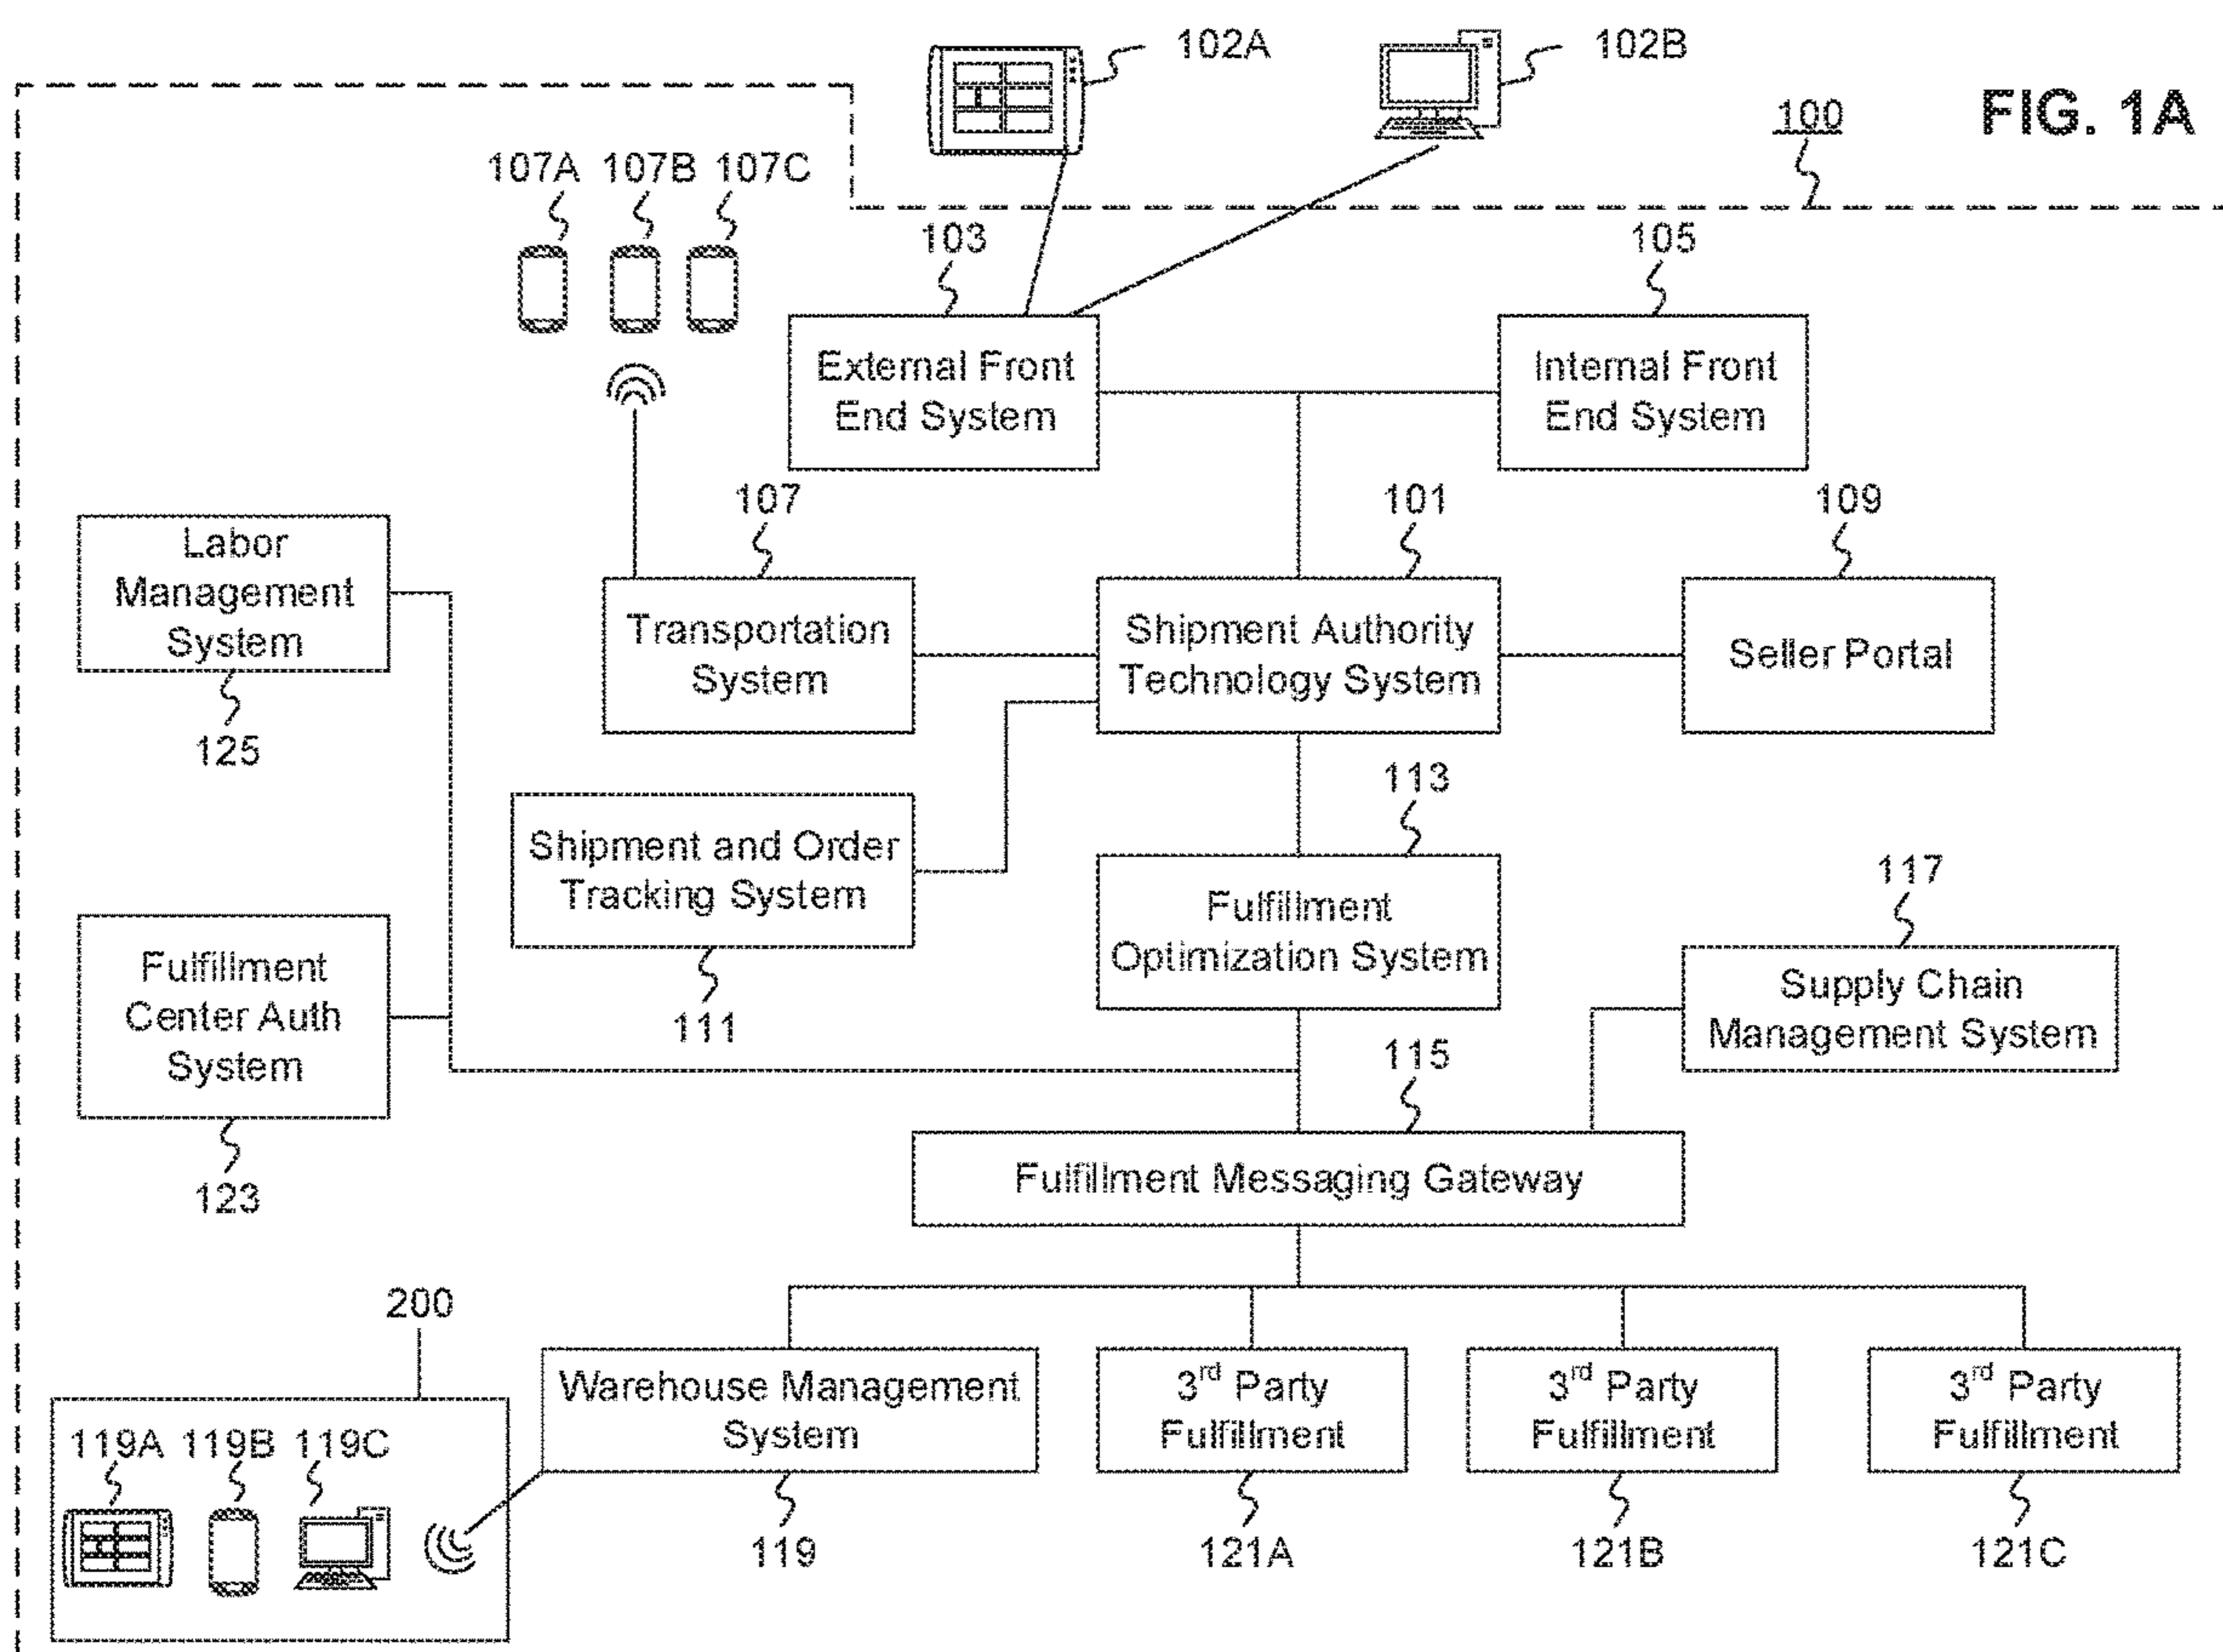 102A
102B
100
FIG. 1A
107A 107B 107C
103
105
External Front
End System
Internal Front
End System
107
101
109
Labor
Management
System
125
Transportation
System
Shipment Authority
Technology System
Seller Portal
113
Shipment and Order
Tracking System
111
Fulfillment
Optimization System
117
Supply Chain
Management System
Fulfillment
Center Auth
System
123
115
Fulfillment Messaging Gateway
200
119A 119B 119C
Warehouse Management
System
119
3rd Party
Fulfillment
121A
3rd Party
Fulfillment
121B
3rd Party
Fulfillment
121C